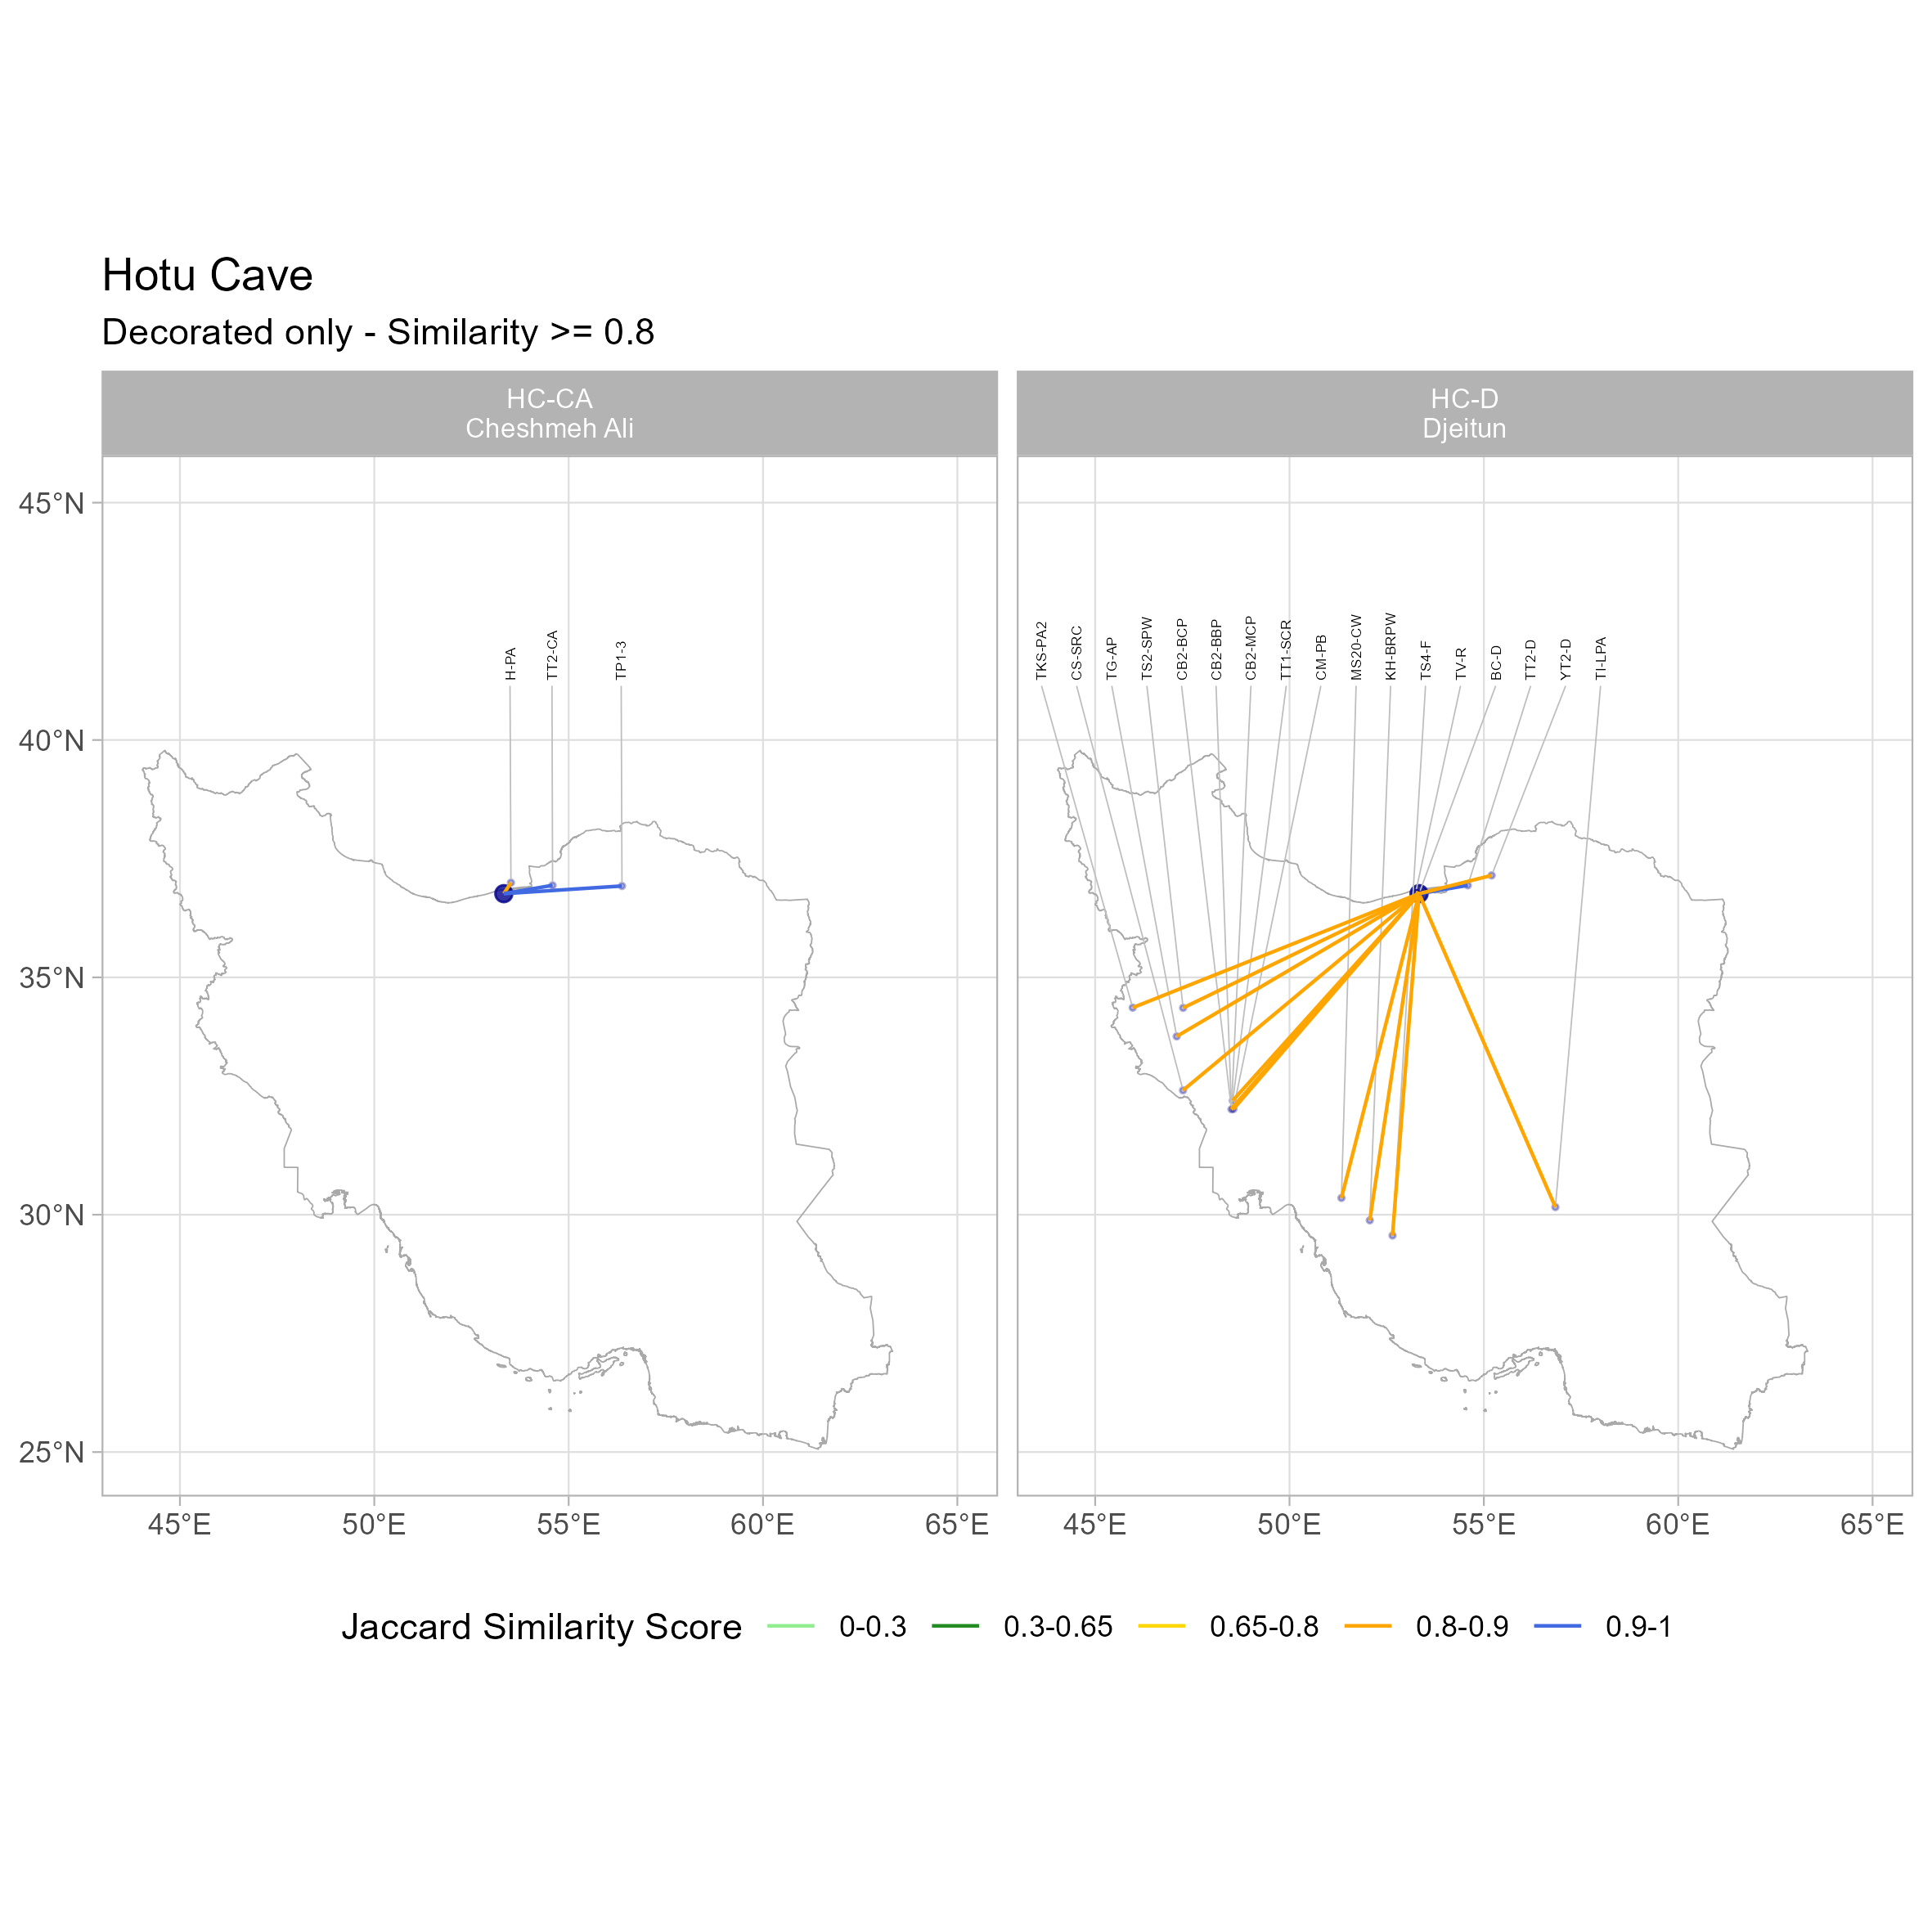 Hotu Cave
Decorated only - Similarity >= 0.8
HC-CA
Cheshmeh Ali
HC-D
Djeitun
45°N
40°N
35°N
30°N
25°N
H-PA
TT2-CA
TP1-3
TKS-PA2
CS-SRC
TG-AP
TS2-SPW
CB2-BCP
CB2-BBP
CB2-MCP
TT1-SCR
CM-PB
MS20-CW
KH-BRPW
TS4-F
TV-R
BC-D
TT2-D
YT2-D
TI-LPA
45°E 50°E 55°E 60°E 65°E
45°E 50°E 55°E 60°E 65°E
Jaccard Similarity Score 0-0.3 0.3-0.65 0.65-0.8 0.8-0.9 0.9-1